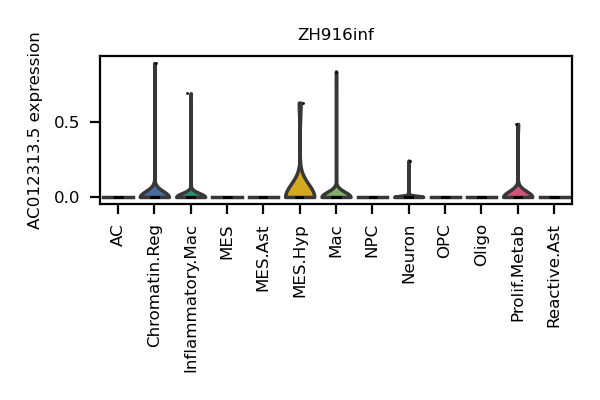 ZH916inf
AC012313.5 expression
0.5
0.0
AC
Chromatin.Reg
Inflammatory.Mac
MES
MES.Ast
MES.Hyp
Mac
NPC
Neuron
OPC
Oligo
Prolif.Metab
Reactive.Ast